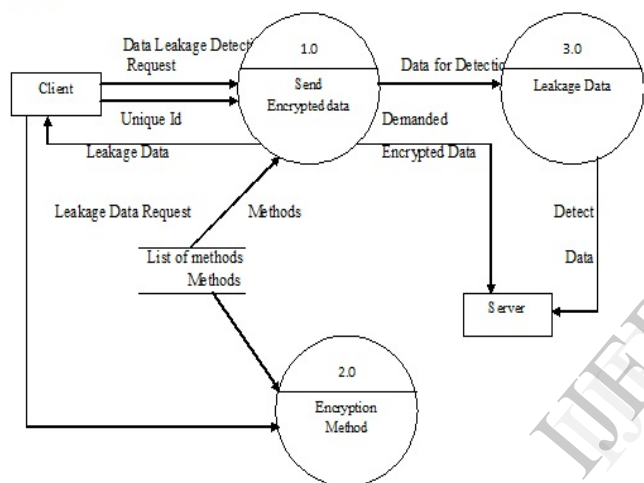 Data Leakage Detectio
Request
Client
Unique Id
Leakage Data
1.0
Send
Encrypted data
Data for Detectio
3.0
Leakage Data
Demanded
Encrypted Data
Leakage Data Request
Methods
List of methods
Methods
Detect
Data
Server
2.0
Encryption
Method